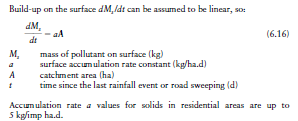 Build-up on the surface dMs/dt can be assumed to be linear, so:
dMs
dt
= aA (6.16)
Ms mass of pollutant on surface (kg)
a surface accumulation rate constant (kg/ha.d)
A catchment area (ha)
t time since the last rainfall event or road sweeping (d)
Accumulation rate a values for solids in residential areas are up to
5 kg/imp ha.d.